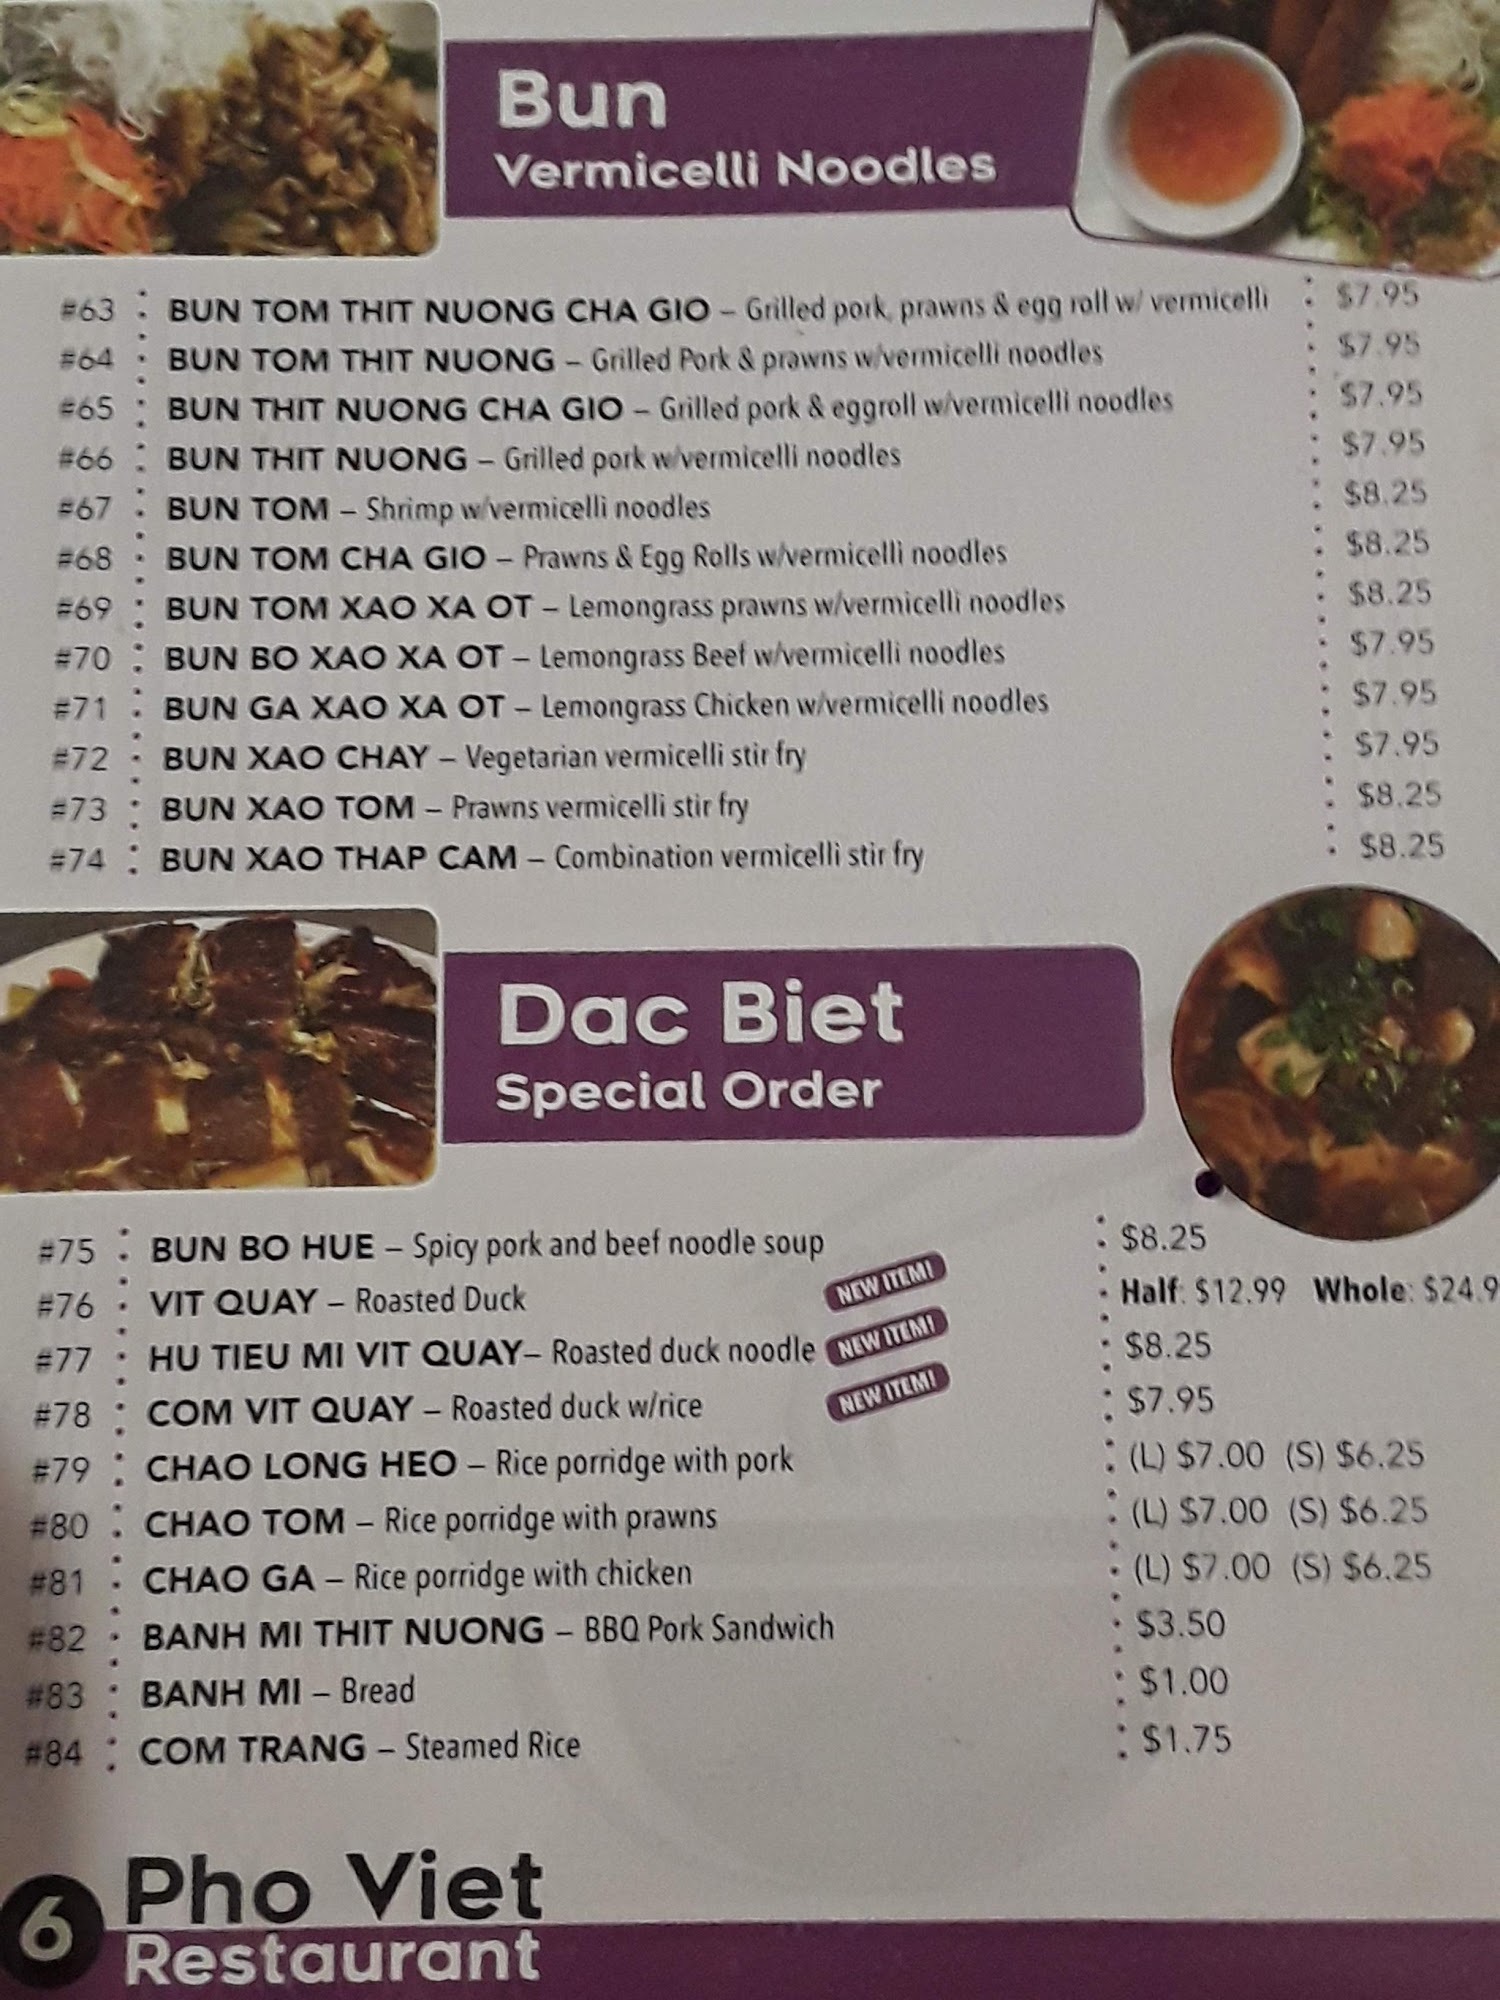 Bun
Vermicelli Noodles
#63 BUN TOM THIT NUONG CHA GIO – Grilled pork, prawns & egg roll w/ vermicelli $7.95
#64 BUN TOM THIT NUONG – Grilled Pork & prawns w/vermicelli noodles $7.95
#65 BUN THIT NUONG CHA GIO – Grilled pork & eggroll w/vermicelli noodles $7.95
#66 BUN THIT NUONG – Grilled pork w/vermicelli noodles $7.95
#67 BUN TOM – Shrimp w/vermicelli noodles $8.25
#68 BUN TOM CHA GIO – Prawns & Egg Rolls w/vermicelli noodles $8.25
#69 BUN TOM XAO XA OT – Lemongrass prawns w/vermicelli noodles $8.25
#70 BUN BO XAO XA OT – Lemongrass Beef w/vermicelli noodles $7.95
#71 BUN GA XAO XA OT – Lemongrass Chicken w/vermicelli noodles $7.95
#72 BUN XAO CHAY – Vegetarian vermicelli stir fry $7.95
#73 BUN XAO TOM – Prawns vermicelli stir fry $8.25
#74 BUN XAO THAP CAM – Combination vermicelli stir fry $8.25
Dac Biet
Special Order
#75 BUN BO HUE – Spicy pork and beef noodle soup $8.25
#76 VIT QUAY – Roasted Duck NEW ITEM! Half: $12.99 Whole: $24.9
#77 HU TIEU MI VIT QUAY– Roasted duck noodle NEW ITEM! $8.25
#78 COM VIT QUAY – Roasted duck w/rice NEW ITEM! $7.95
#79 CHAO LONG HEO – Rice porridge with pork (L) $7.00 (S) $6.25
#80 CHAO TOM – Rice porridge with prawns (L) $7.00 (S) $6.25
#81 CHAO GA – Rice porridge with chicken (L) $7.00 (S) $6.25
#82 BANH MI THIT NUONG – BBQ Pork Sandwich $3.50
#83 BANH MI – Bread $1.00
#84 COM TRANG – Steamed Rice $1.75
6 Pho Viet
Restaurant